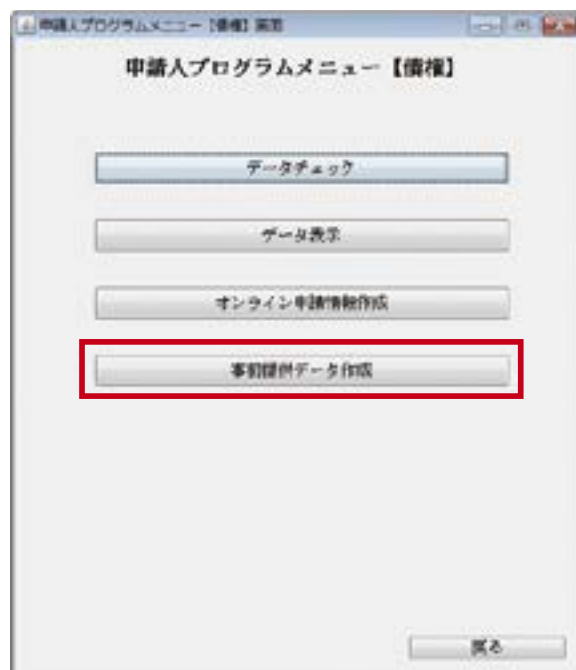 申請人プログラムメニュー【債権】画面
申請人プログラムメニュー【債権】
データチェック
データ表示
オンライン申請情報作成
事前提供データ作成
戻る